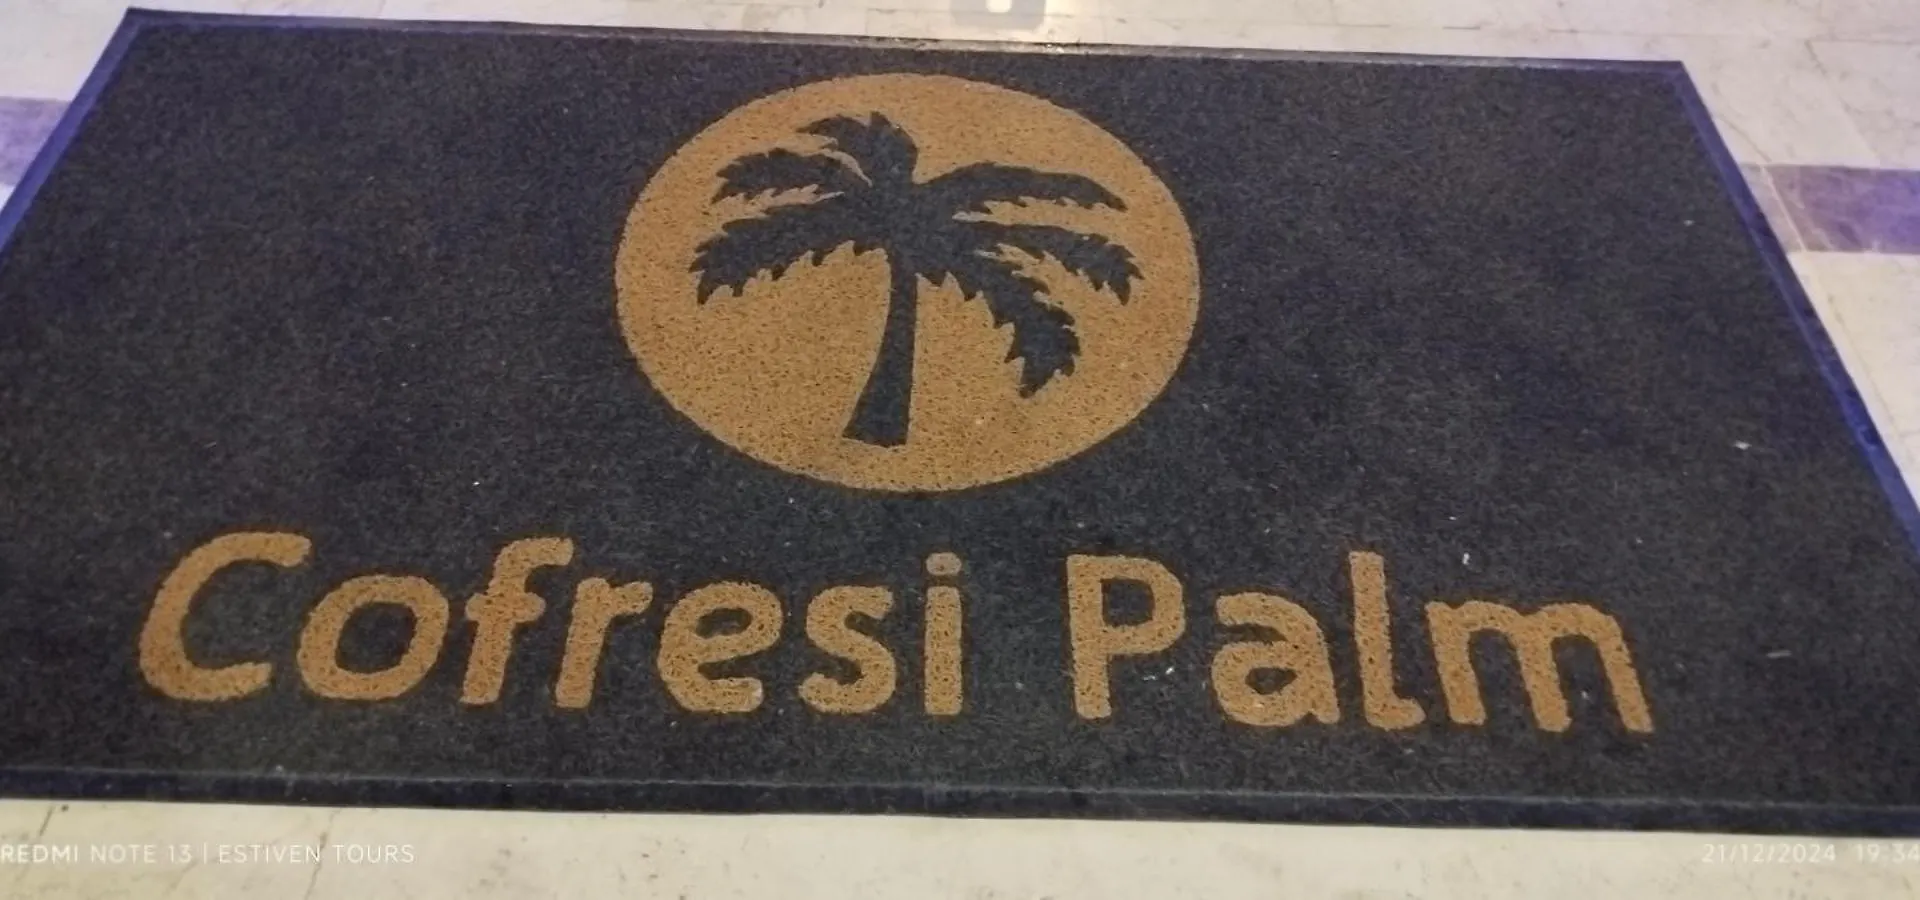 Cofresi Palm
REDMI NOTE 13 | ESTIVEN TOURS
21/12/2024 19:34